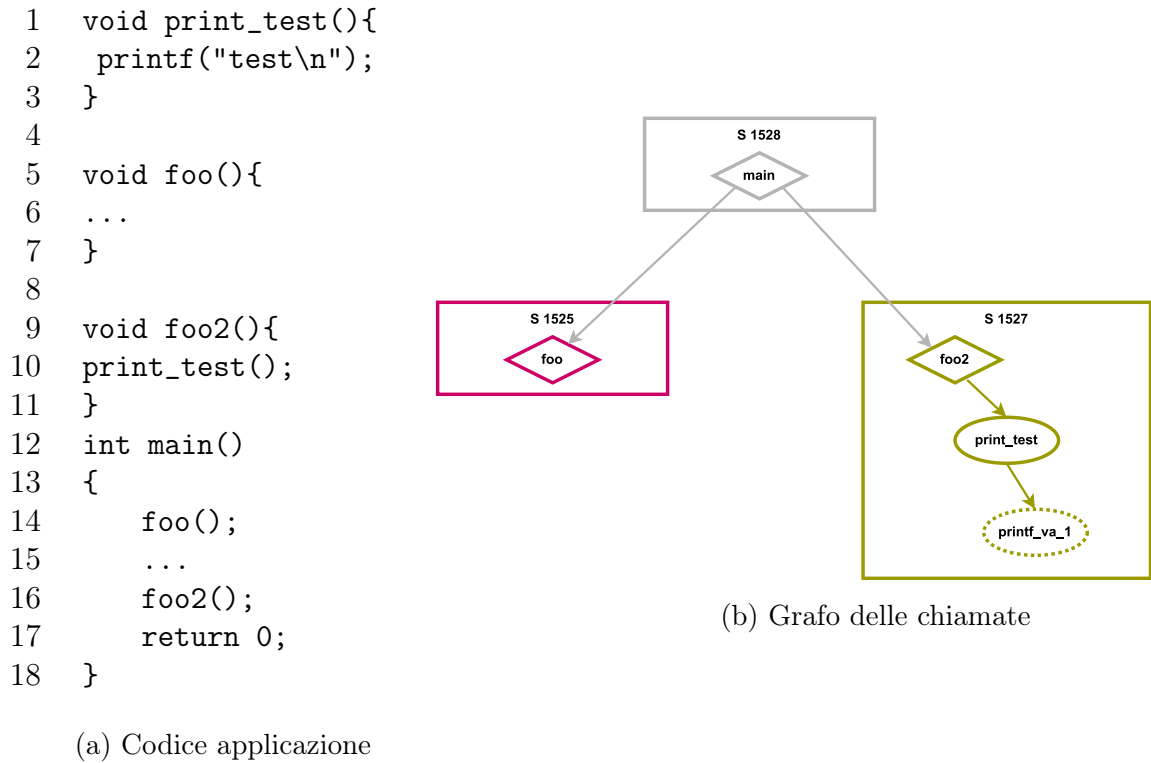 1 void print_test(){
2 printf("test\n");
3 }
4
5 void foo(){
6 ...
7 }
8
9 void foo2(){
10 print_test();
11 }
12 int main()
13 {
14 foo();
15 ...
16 foo2();
17 return 0;
18 }
(a) Codice applicazione
S 1528
main
S 1525
foo
S 1527
foo2
print_test
printf_va_1
(b) Grafo delle chiamate